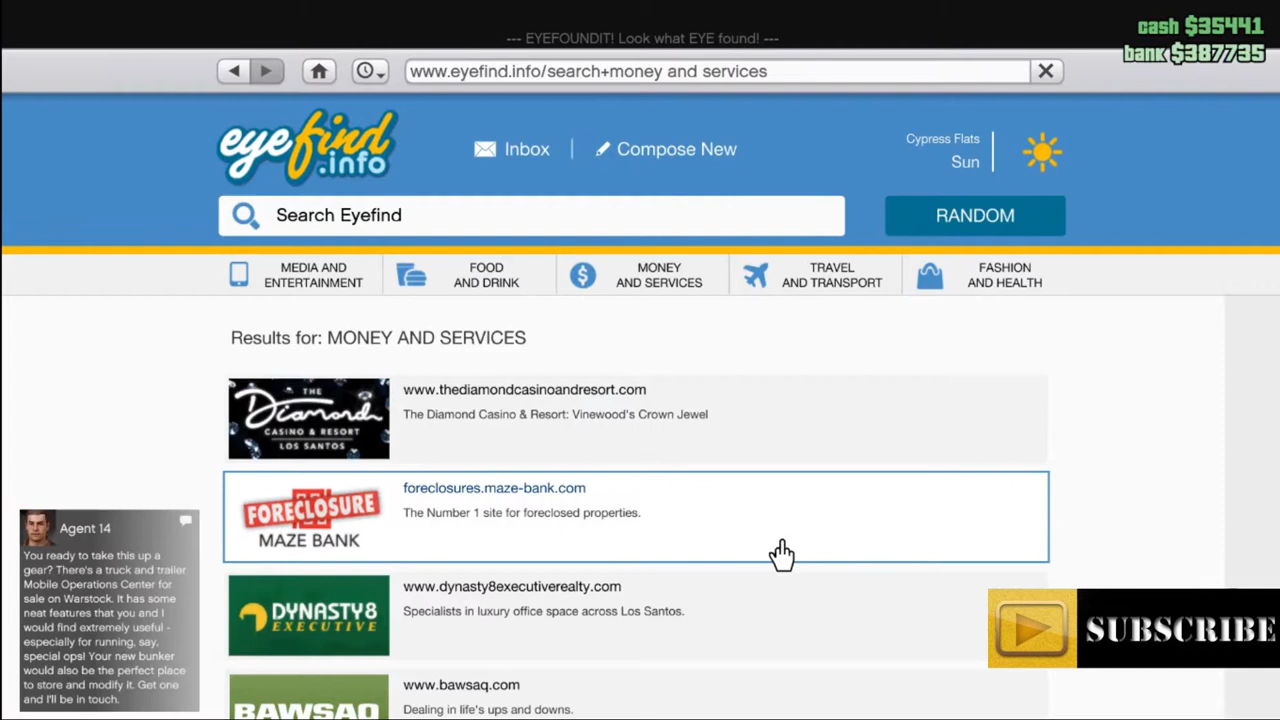 cash $35441
bank $387735
--- EYEFOUNDIT! Look what EYE found! ---
www.eyefind.info/search+money and services
eyefind
.info
Inbox
Compose New
Cypress Flats
Sun
Search Eyefind
RANDOM
MEDIA AND
ENTERTAINMENT
FOOD
AND DRINK
MONEY
AND SERVICES
TRAVEL
AND TRANSPORT
FASHION
AND HEALTH
Results for: MONEY AND SERVICES
THE
Diamond
CASINO & RESORT
LOS SANTOS
www.thediamondcasinoandresort.com
The Diamond Casino & Resort: Vinewood's Crown Jewel
FORECLOSURE
MAZE BANK
foreclosures.maze-bank.com
The Number 1 site for foreclosed properties.
DYNASTY8
EXECUTIVE
www.dynasty8executiverealty.com
Specialists in luxury office space across Los Santos.
BAWSAQ
www.bawsaq.com
Dealing in life's ups and downs.
Agent 14
You ready to take this up a
gear? There's a truck and trailer
Mobile Operations Center for
sale on Warstock. It has some
neat features that you and I
would find extremely useful -
especially for running, say,
special ops! Your new bunker
would also be the perfect place
to store and modify it. Get one
and I'll be in touch.
SUBSCRIBE